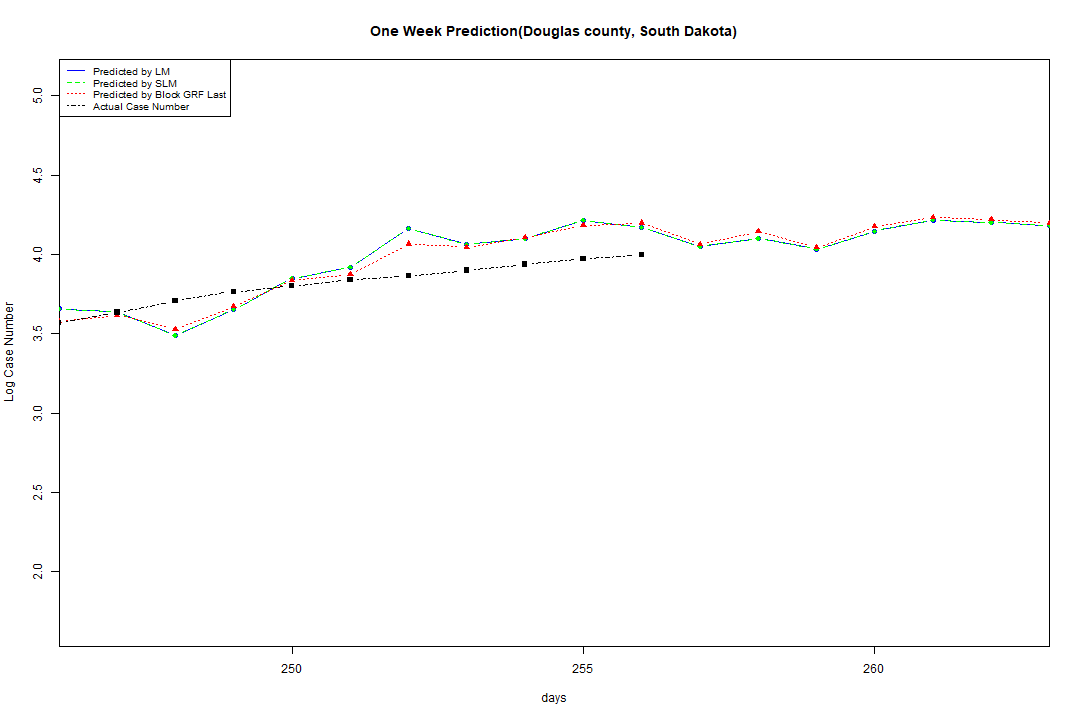 One Week Prediction(Douglas county, South Dakota)
Predicted by LM
Predicted by SLM
Predicted by Block GRF Last
Actual Case Number
5.0
4.5
4.0
3.5
3.0
2.5
2.0
Log Case Number
250
255
260
days